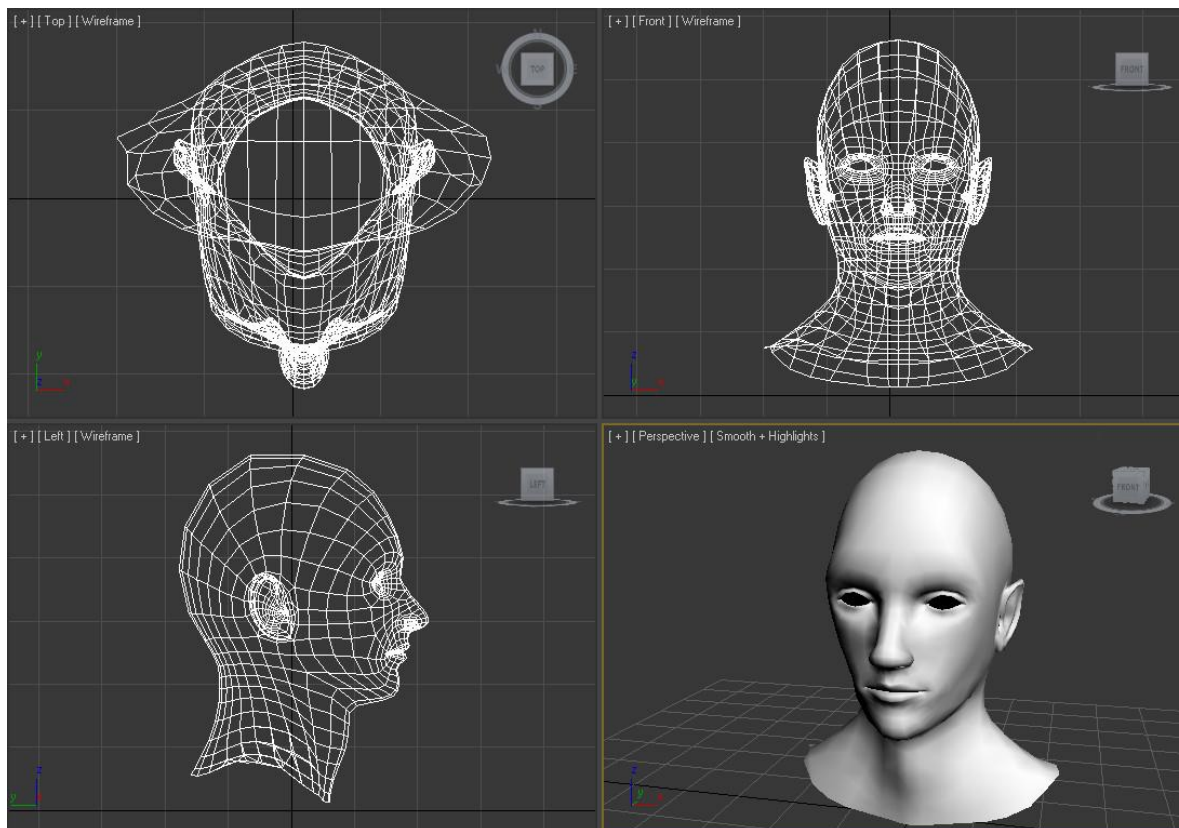 [ + ] [ Top ] [ Wireframe ]
TOP
[ + ] [ Front ] [ Wireframe ]
FRONT
y
z
x
z
y
x
[ + ] [ Left ] [ Wireframe ]
LEFT
[ + ] [ Perspective ] [ Smooth + Highlights ]
FRONT
z
y
z
y
x